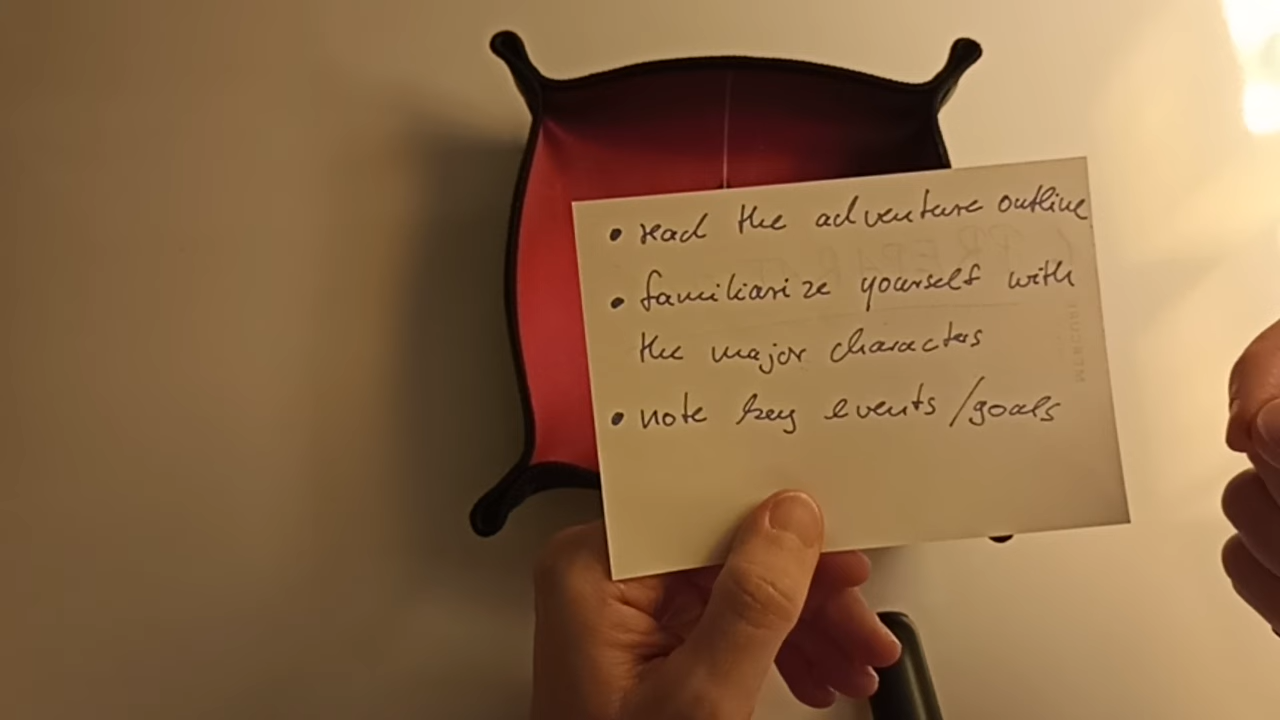 • read the adventure outline
• familiarize yourself with
the major characters
• note key events/goals